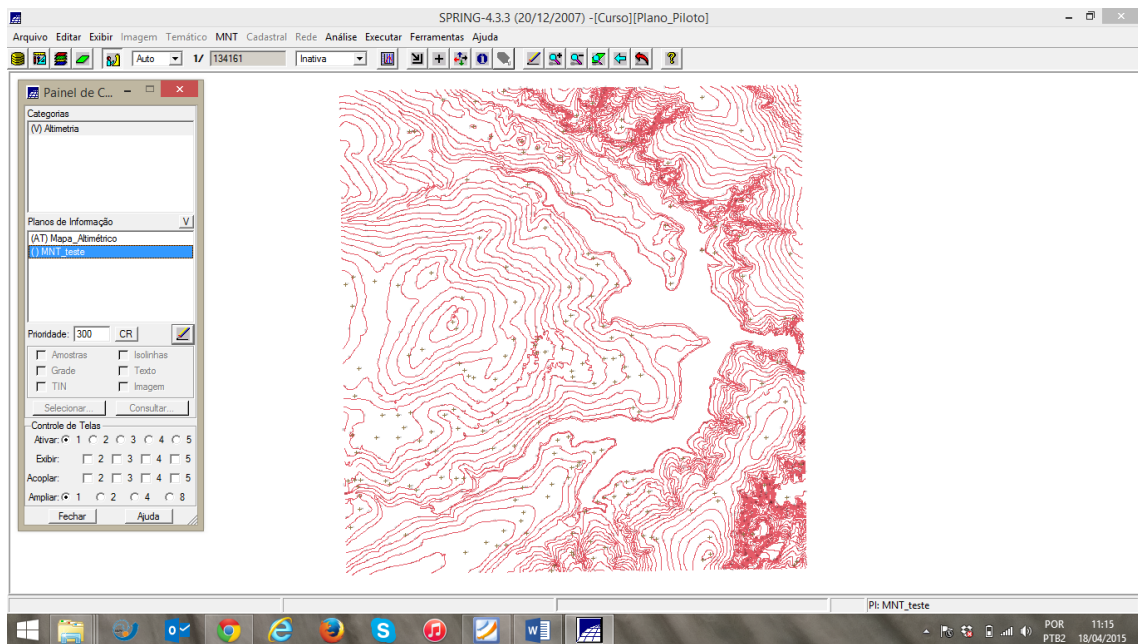 SPRING-4.3.3 (20/12/2007) -[Curso][Plano_Piloto]
Arquivo Editar Exibir Imagem Temático MNT Cadastral Rede Análise Executar Ferramentas Ajuda
Auto 1/ 134161 Inativa
Painel de C...
Categorias
(V) Altimetria
Planos de Informação V
(AT) Mapa_Altimétrico
( ) MNT_teste
Prioridade: 300 CR
Amostras Isolinhas
Grade Texto
TIN Imagem
Selecionar... Consultar...
Controle de Telas
Ativar: 1 2 3 4 5
Exibir: 2 3 4 5
Acoplar: 2 3 4 5
Ampliar: 1 2 4 8
Fechar Ajuda
PI: MNT_teste
POR 11:15
PTB2 18/04/2015